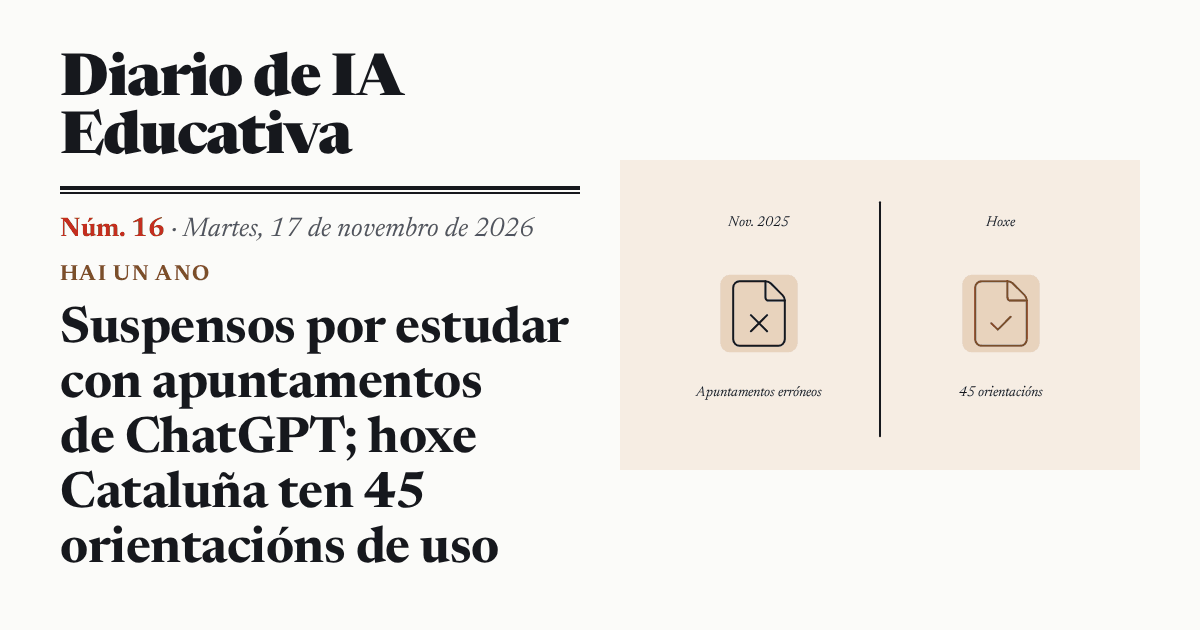 Diario de IA
Educativa
Núm. 16 · Martes, 17 de novembro de 2026
HAI UN ANO
Suspensos por estudar
con apuntamentos
de ChatGPT; hoxe
Cataluña ten 45
orientacións de uso
Nov. 2025
Hoxe
Apuntamentos erróneos
45 orientacións